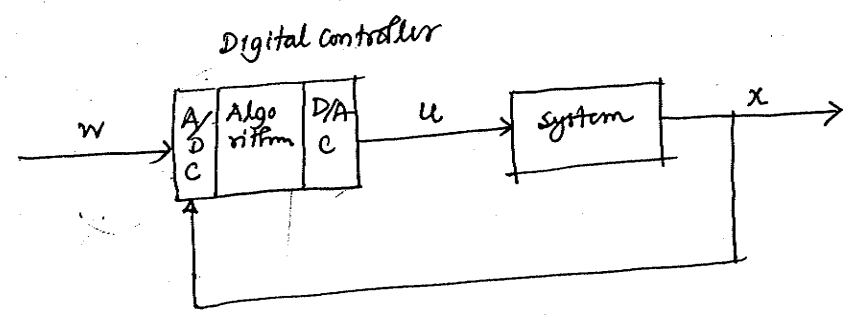 Digital Controller
W
A/
D
C
Algo
rithm
D/A
C
u
System
x